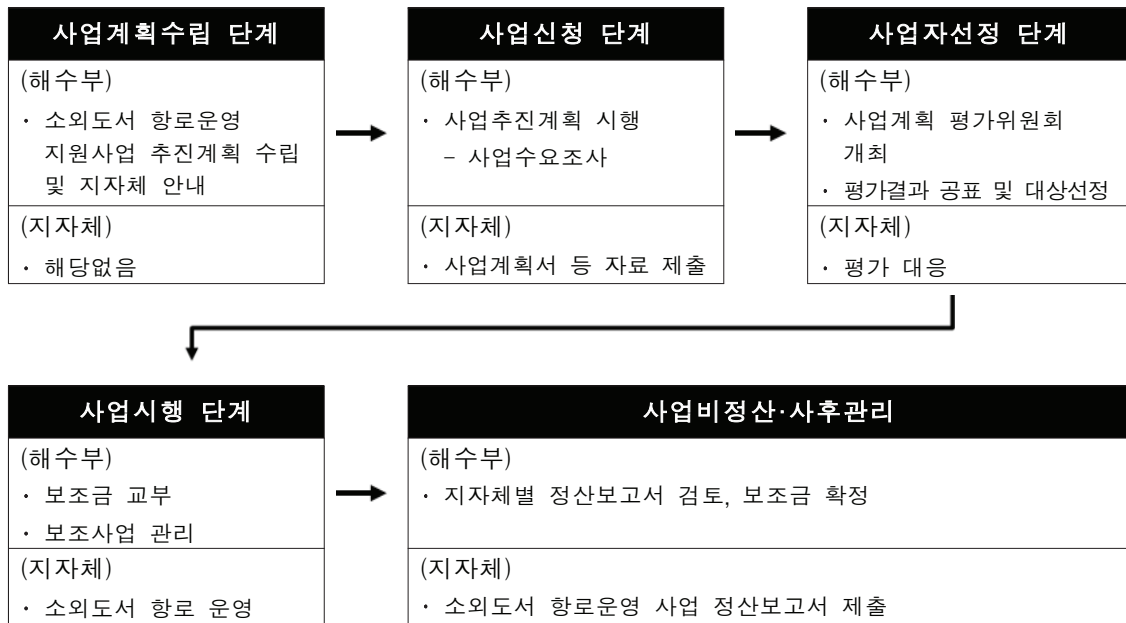 사업계획수립 단계
(해수부)
· 소외도서 항로운영
지원사업 추진계획 수립
및 지자체 안내
(지자체)
· 해당없음
사업신청 단계
(해수부)
· 사업추진계획 시행
– 사업수요조사
(지자체)
· 사업계획서 등 자료 제출
사업자선정 단계
(해수부)
· 사업계획 평가위원회
개최
· 평가결과 공표 및 대상선정
(지자체)
· 평가 대응
사업시행 단계
(해수부)
· 보조금 교부
· 보조사업 관리
(지자체)
· 소외도서 항로 운영
사업비정산·사후관리
(해수부)
· 지자체별 정산보고서 검토, 보조금 확정
(지자체)
· 소외도서 항로운영 사업 정산보고서 제출